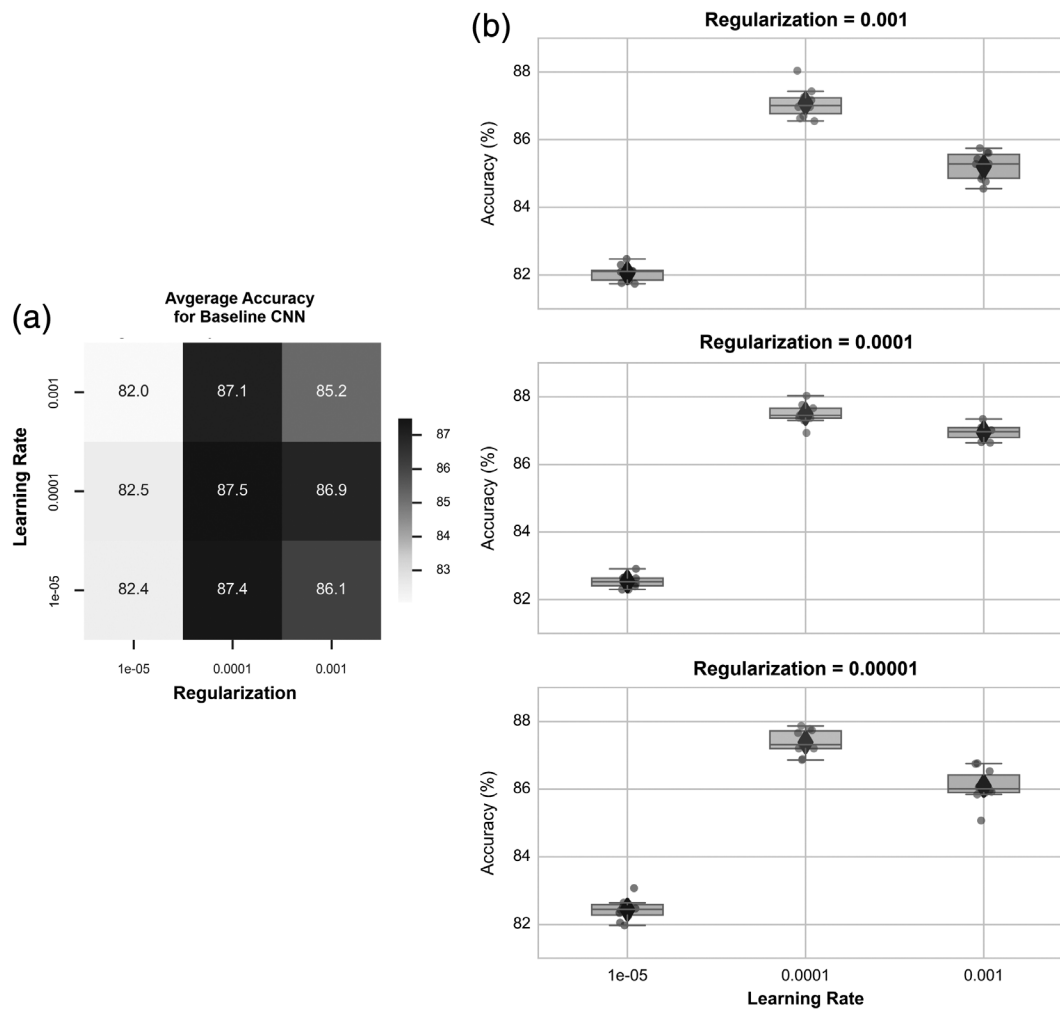 (a)
Avgerage Accuracy
for Baseline CNN
Learning Rate
0.001
82.0 87.1 85.2
0.0001
82.5 87.5 86.9
1e-05
82.4 87.4 86.1
1e-05 0.0001 0.001
Regularization
87
86
85
84
83
(b)
Regularization = 0.001
Accuracy (%)
88
86
84
82
Regularization = 0.0001
Accuracy (%)
88
86
84
82
Regularization = 0.00001
Accuracy (%)
88
86
84
82
1e-05 0.0001 0.001
Learning Rate